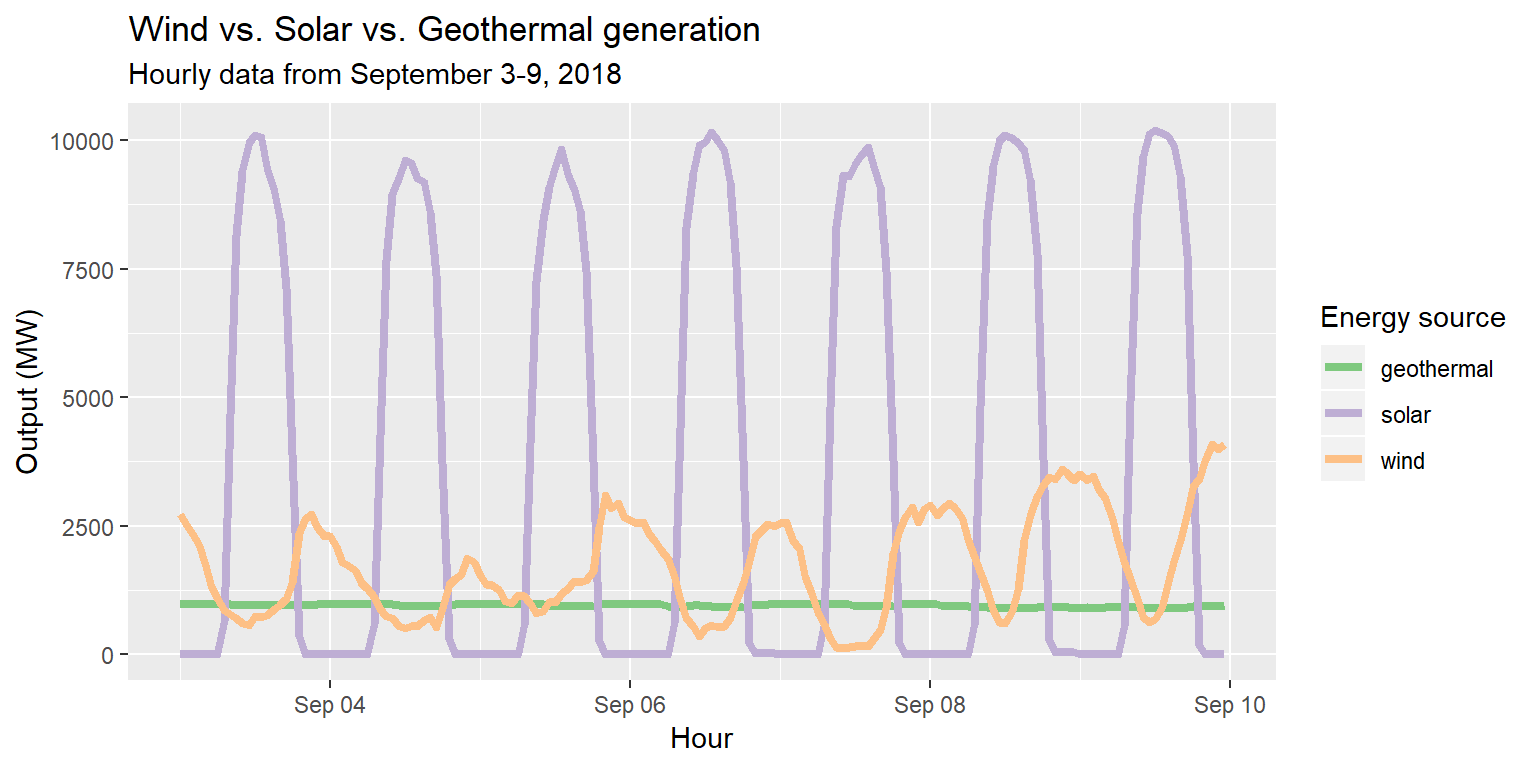 Wind vs. Solar vs. Geothermal generation
Hourly data from September 3-9, 2018
10000
7500
5000
2500
0
Output (MW)
Sep 04
Sep 06
Sep 08
Sep 10
Hour
Energy source
geothermal
solar
wind